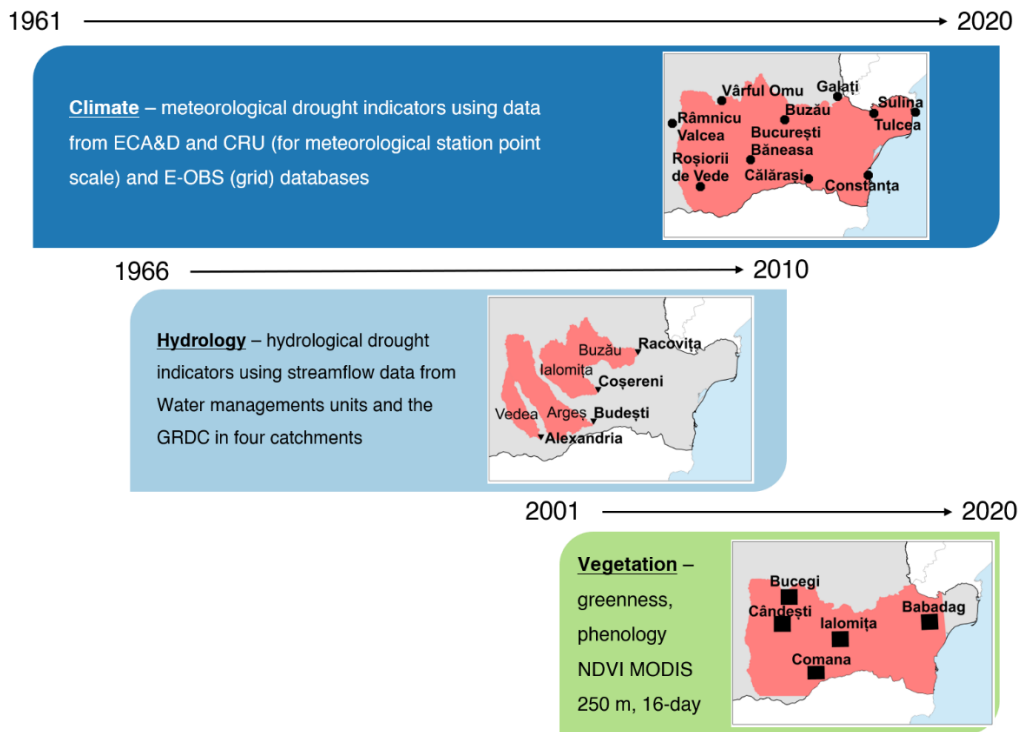 1961 2020
Climate – meteorological drought indicators using data
from ECA&D and CRU (for meteorological station point
scale) and E-OBS (grid) databases
Vârful Omu
Galați
Râmnicu
Valcea
Buzău
Sulina
Tulcea
București
Băneasa
Roșiorii
de Vede
Călărași
Constanța
1966 2010
Hydrology – hydrological drought
indicators using streamflow data from
Water managements units and the
GRDC in four catchments
Buzău
Racovița
Ialomița
Coșereni
Vedea
Argeș
Budești
Alexandria
2001 2020
Vegetation –
greenness,
phenology
NDVI MODIS
250 m, 16-day
Bucegi
Cândești
Ialomița
Babadag
Comana